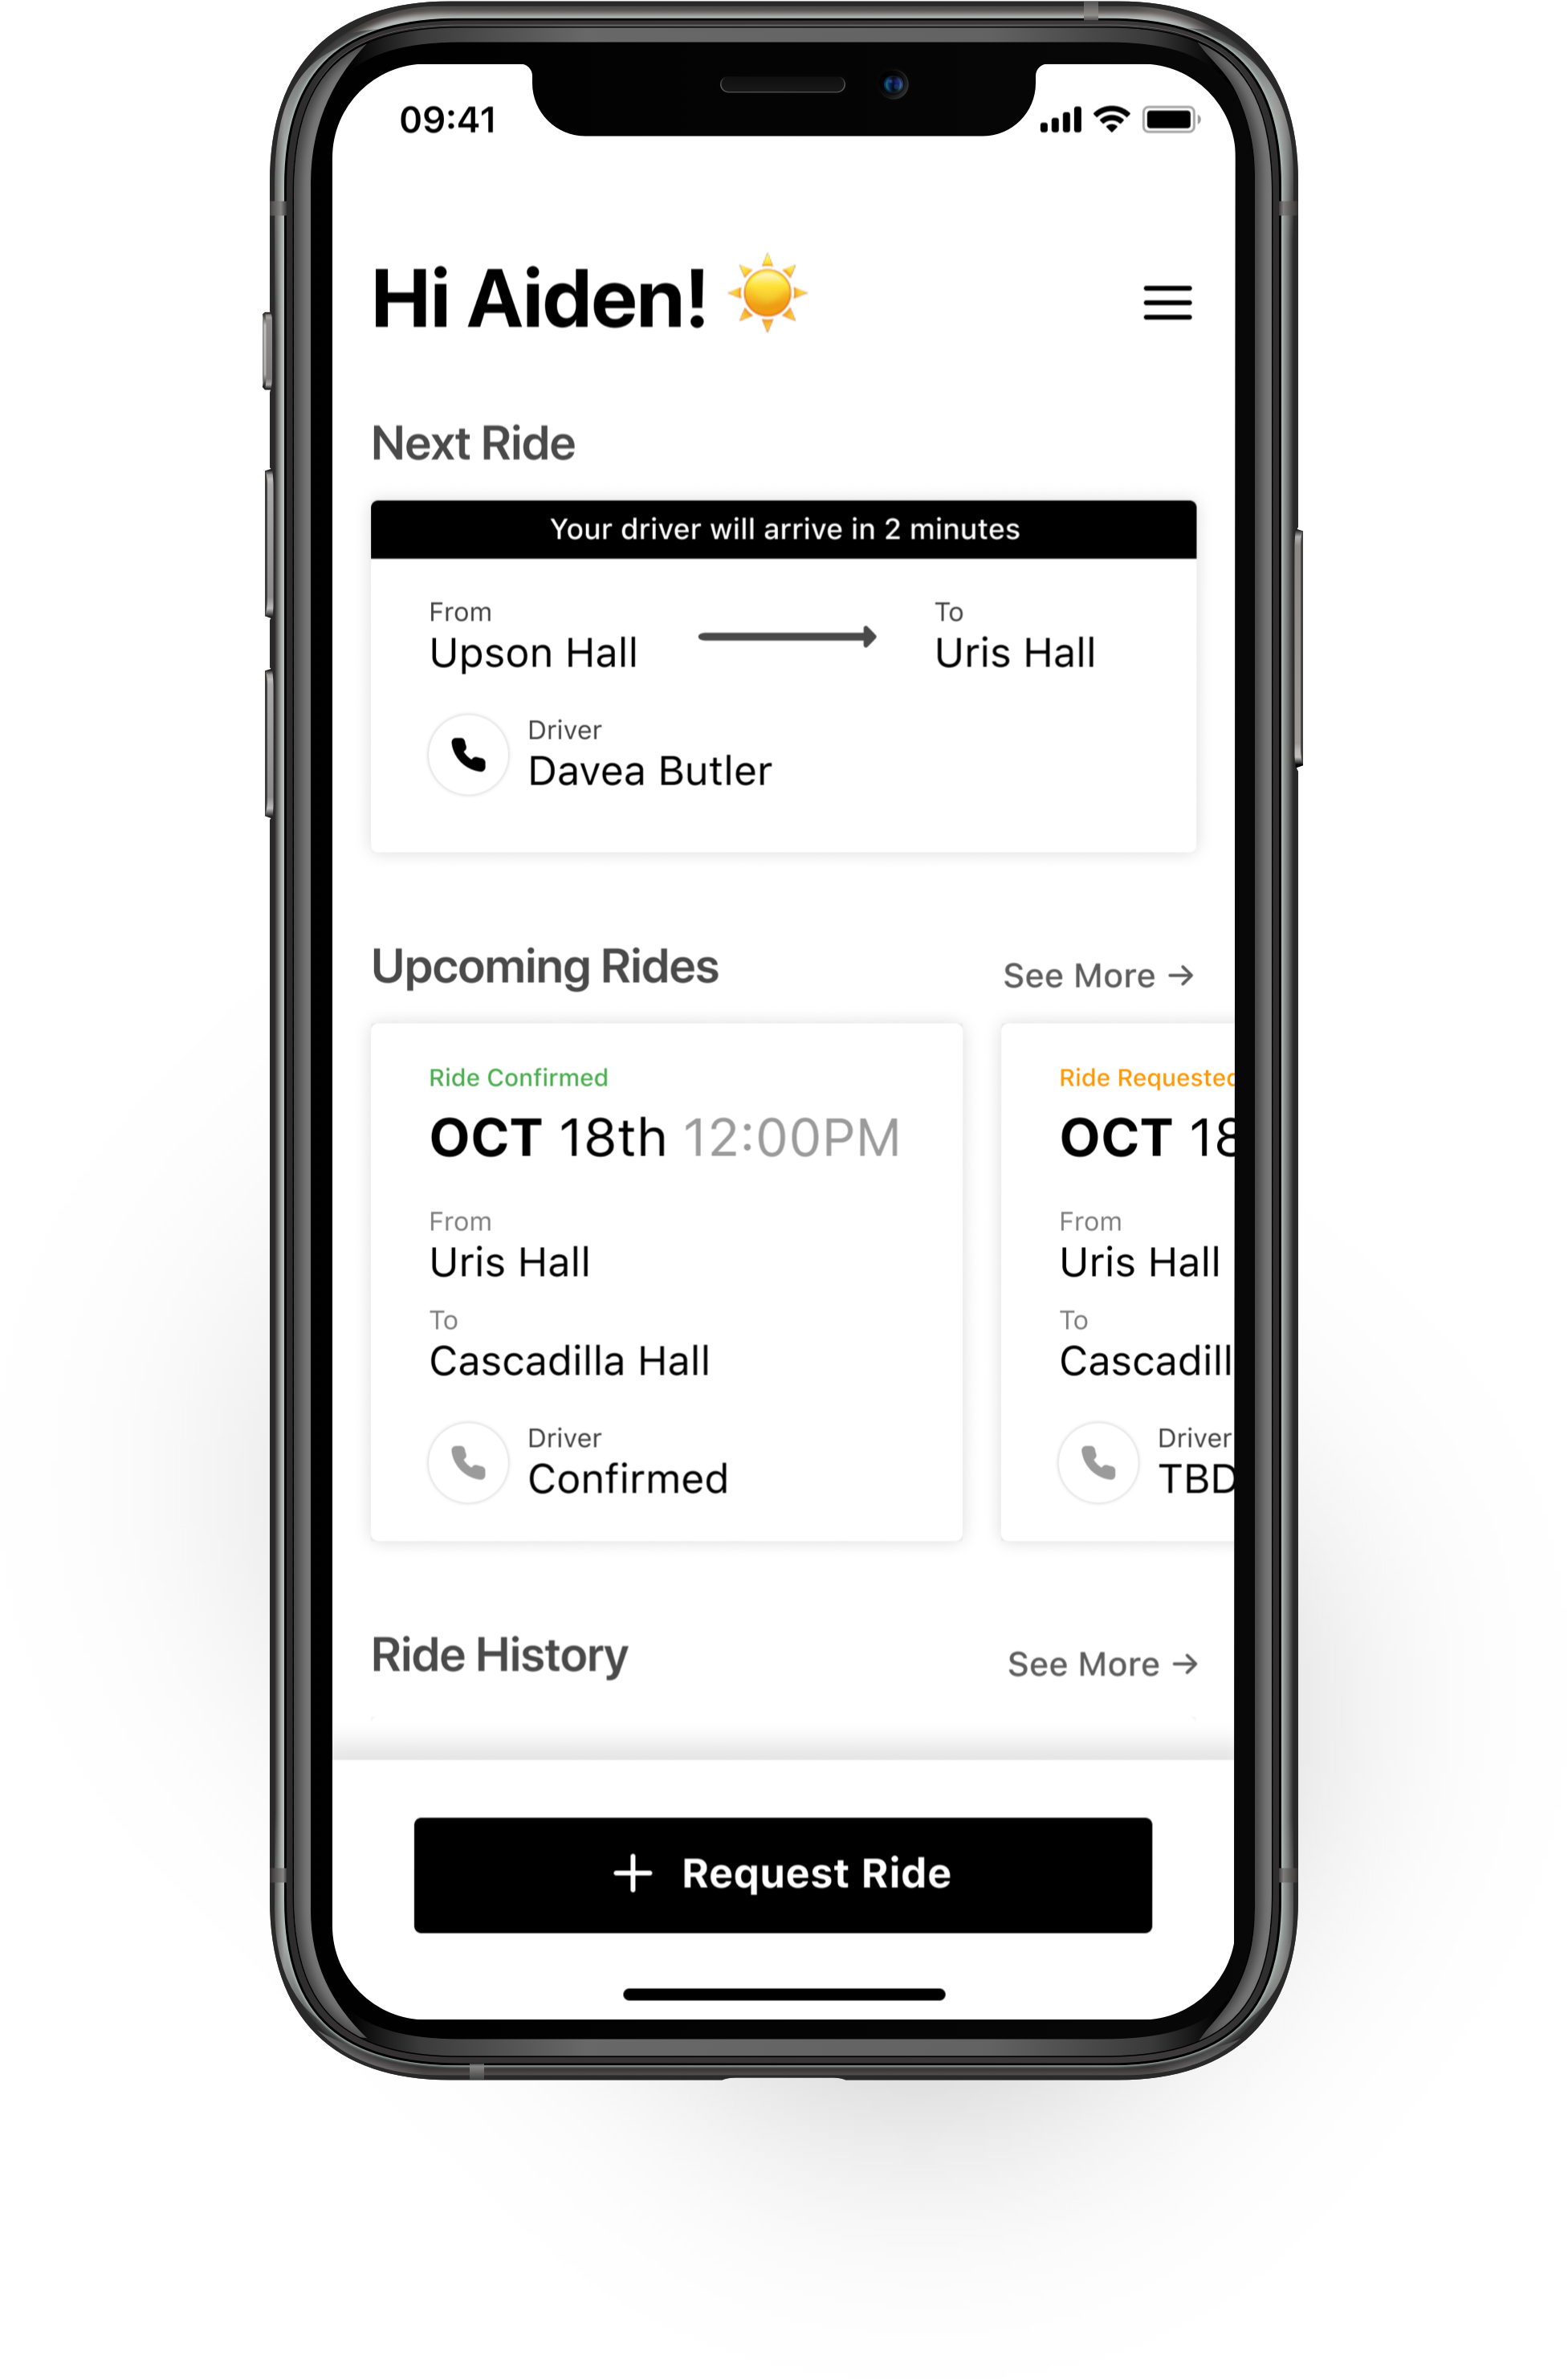 09:41
Hi Aiden!
Next Ride
Your driver will arrive in 2 minutes
From
To
Upson Hall
Uris Hall
Driver
Davea Butler
Upcoming Rides
See More →
Ride Confirmed
OCT 18th 12:00PM
From
Uris Hall
To
Cascadilla Hall
Driver
Confirmed
Ride Requested
OCT 18
From
Uris Hall
To
Cascadill
Driver
TBD
Ride History
See More →
+ Request Ride